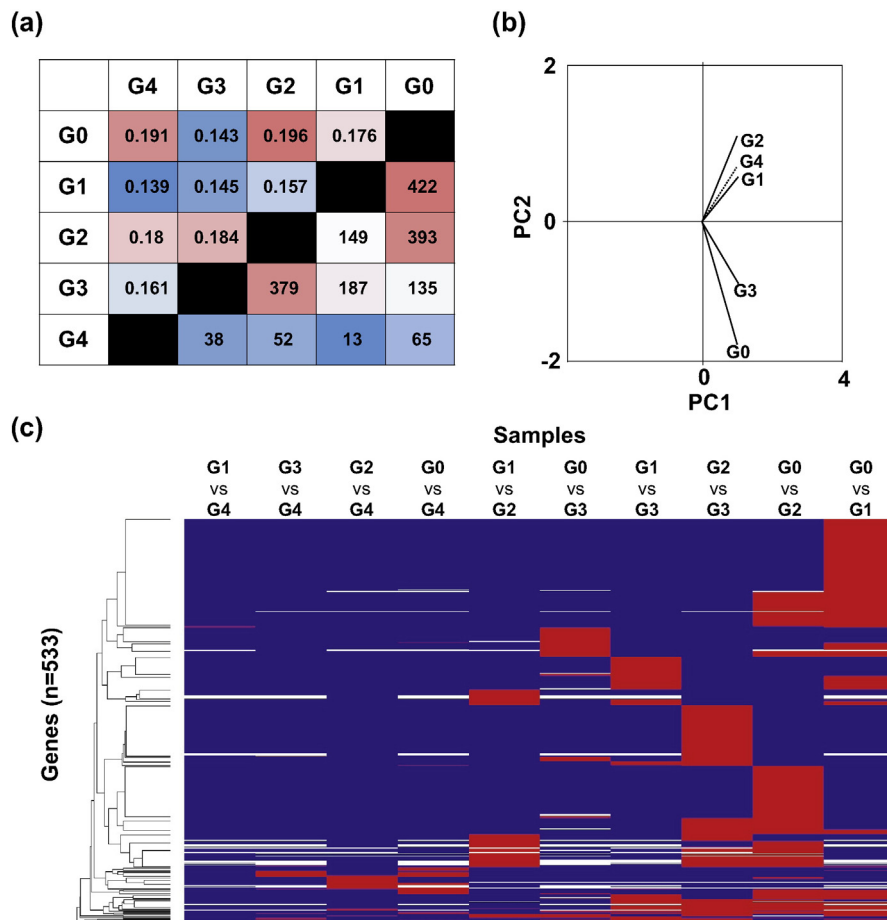 (a)
G4 G3 G2 G1 G0
G0 0.191 0.143 0.196 0.176
G1 0.139 0.145 0.157 422
G2 0.18 0.184 149 393
G3 0.161 379 187 135
G4 38 52 13 65
(b)
2
0
-2
PC2
G2
G4
G1
G3
G0
0 4
PC1
(c)
Samples
G1 G3 G2 G0 G1 G0 G1 G2 G0 G0
vs vs vs vs vs vs vs vs vs vs
G4 G4 G4 G4 G2 G3 G3 G3 G2 G1
Genes (n=533)